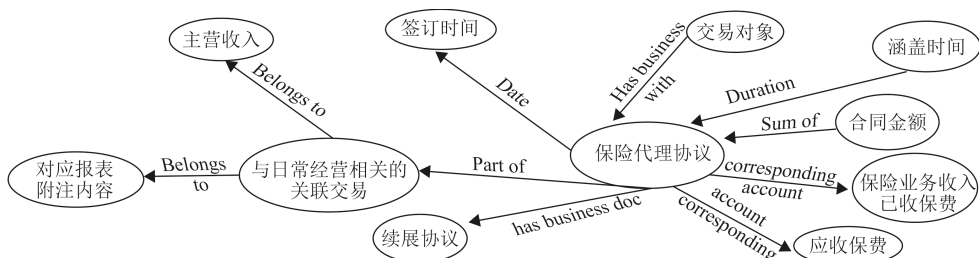 主营收入
签订时间
交易对象
涵盖时间
Belongs to
Date
Has business
with
Duration
合同金额
Sum of
保险代理协议
对应报表
附注内容
Belongs
to
与日常经营相关的
关联交易
Part of
corresponding
account
保险业务收入
已收保费
has business doc
续展协议
account
corresponding
应收保费